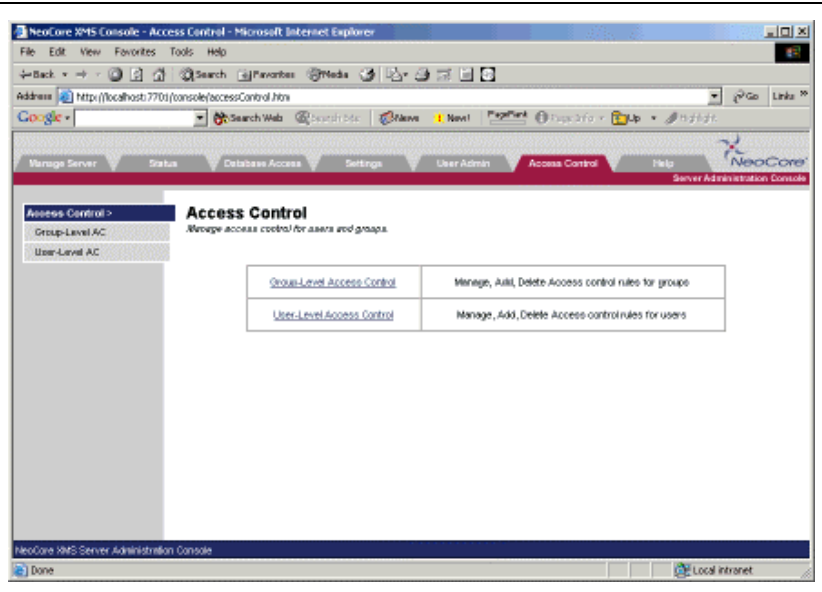 NeoCore XMS Console - Access Control - Microsoft Internet Explorer
File Edit View Favorites Tools Help
Back Search Favorites Media
Address http://localhost:7701/console/accessControl.htm Go Links »
Google Search Web Search Site News New! PageRank Page Info Up Highlight
Manage Server Status Database Access Settings User Admin Access Control Help NeoCore
Server Administration Console
Access Control >
Group-Level AC
User-Level AC
Access Control
Manage access control for users and groups.
Group-Level Access Control Manage, Add, Delete Access control rules for groups
User-Level Access Control Manage, Add, Delete Access control rules for users
NeoCore XMS Server Administration Console
Done Local intranet